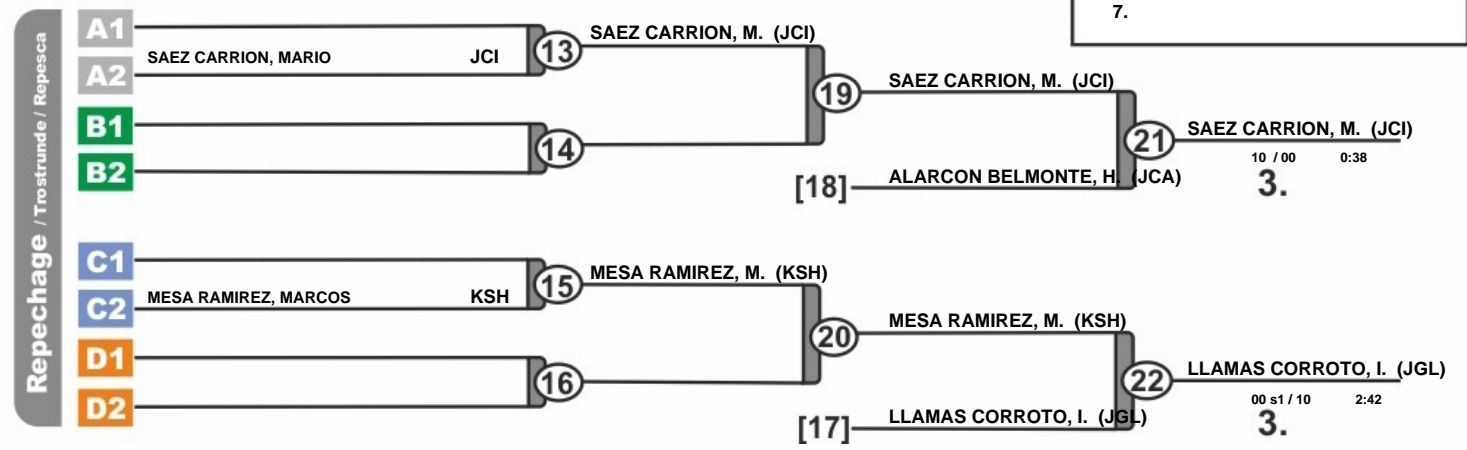 7.
Repechage / Trostrunde / Repesca
A1
SAEZ CARRION, MARIO JCI
A2
13
SAEZ CARRION, M. (JCI)
B1
B2
14
19
SAEZ CARRION, M. (JCI)
[18]
ALARCON BELMONTE, H. (JCA)
21
SAEZ CARRION, M. (JCI)
10 / 00 0:38
3.
C1
C2
MESA RAMIREZ, MARCOS KSH
15
MESA RAMIREZ, M. (KSH)
D1
D2
16
20
MESA RAMIREZ, M. (KSH)
[17]
LLAMAS CORROTO, I. (JGL)
22
LLAMAS CORROTO, I. (JGL)
00 s1 / 10 2:42
3.